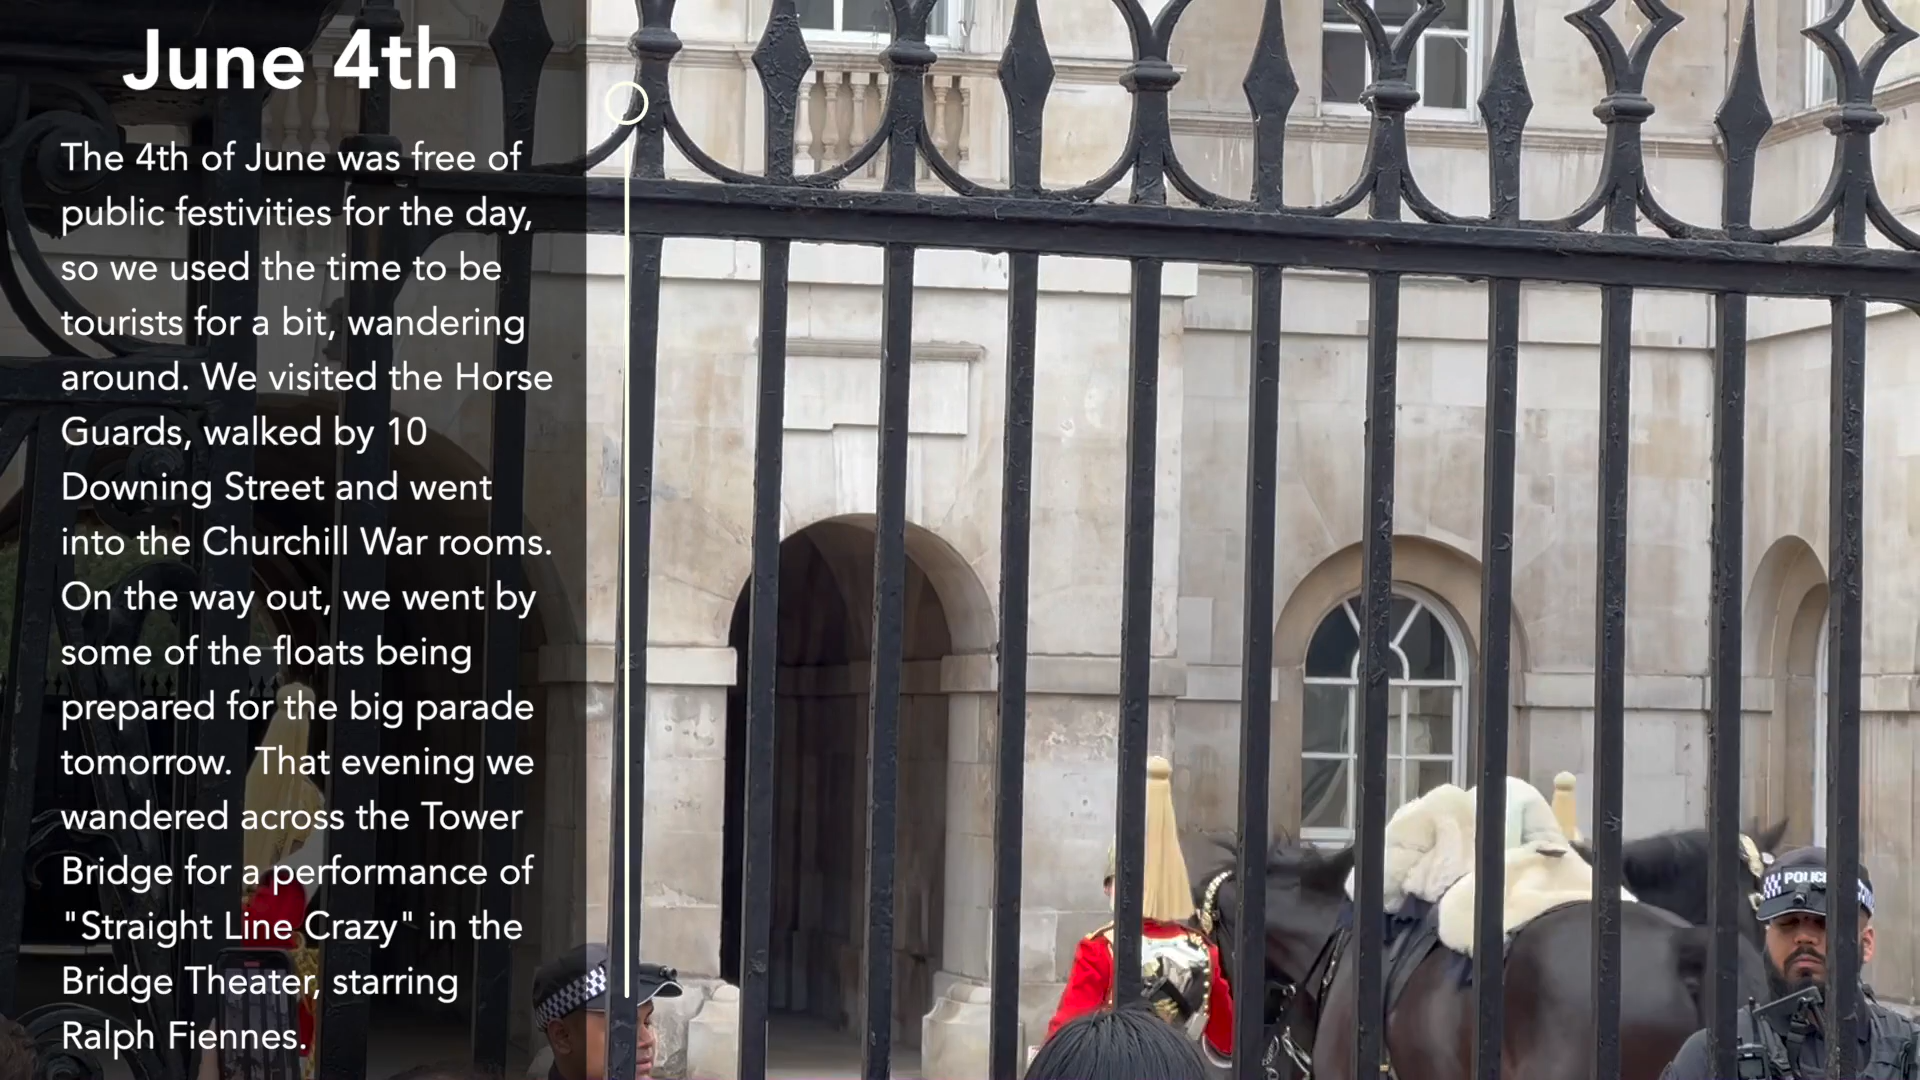 June 4th
The 4th of June was free of
public festivities for the day,
so we used the time to be
tourists for a bit, wandering
around. We visited the Horse
Guards, walked by 10
Downing Street and went
into the Churchill War rooms.
On the way out, we went by
some of the floats being
prepared for the big parade
tomorrow.  That evening we
wandered across the Tower
Bridge for a performance of
"Straight Line Crazy" in the
Bridge Theater, starring
Ralph Fiennes.
POLICE